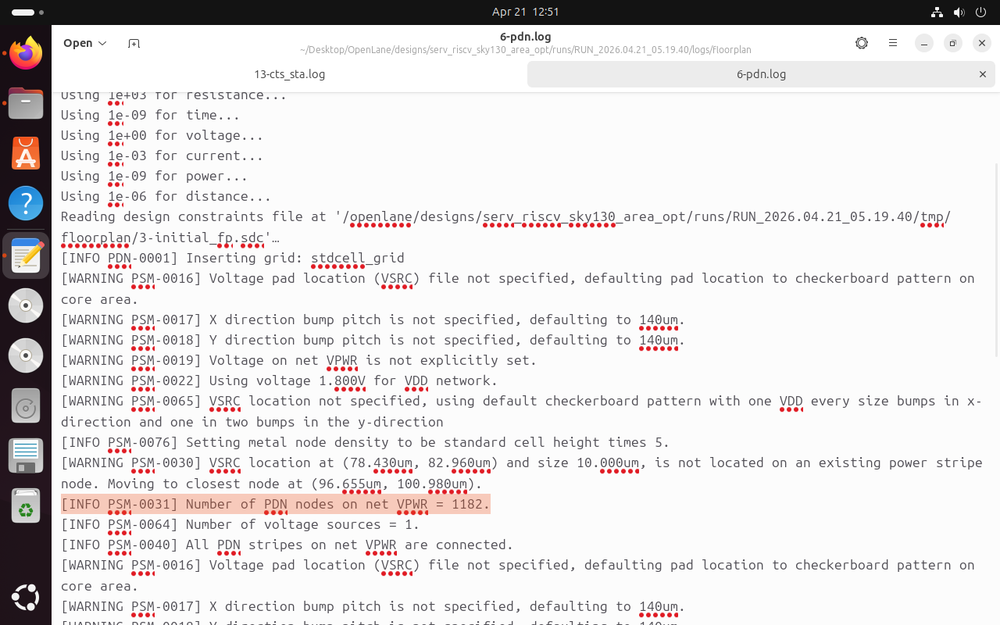 Apr 21 12:51
Open
6-pdn.log
~/Desktop/OpenLane/designs/serv_riscv_sky130_area_opt/runs/RUN_2026.04.21_05.19.40/logs/floorplan
13-cts_sta.log
6-pdn.log
Using 1e+03 for resistance...
Using 1e-09 for time...
Using 1e+00 for voltage...
Using 1e-03 for current...
Using 1e-09 for power...
Using 1e-06 for distance...
Reading design constraints file at '/openlane/designs/serv_riscv_sky130_area_opt/runs/RUN_2026.04.21_05.19.40/tmp/
floorplan/3-initial_fp.sdc'…
[INFO PDN-0001] Inserting grid: stdcell_grid
[WARNING PSM-0016] Voltage pad location (VSRC) file not specified, defaulting pad location to checkerboard pattern on
core area.
[WARNING PSM-0017] X direction bump pitch is not specified, defaulting to 140um.
[WARNING PSM-0018] Y direction bump pitch is not specified, defaulting to 140um.
[WARNING PSM-0019] Voltage on net VPWR is not explicitly set.
[WARNING PSM-0022] Using voltage 1.800V for VDD network.
[WARNING PSM-0065] VSRC location not specified, using default checkerboard pattern with one VDD every size bumps in x-
direction and one in two bumps in the y-direction
[INFO PSM-0076] Setting metal node density to be standard cell height times 5.
[WARNING PSM-0030] VSRC location at (78.430um, 82.960um) and size 10.000um, is not located on an existing power stripe
node. Moving to closest node at (96.655um, 100.980um).
[INFO PSM-0031] Number of PDN nodes on net VPWR = 1182.
[INFO PSM-0064] Number of voltage sources = 1.
[INFO PSM-0040] All PDN stripes on net VPWR are connected.
[WARNING PSM-0016] Voltage pad location (VSRC) file not specified, defaulting pad location to checkerboard pattern on
core area.
[WARNING PSM-0017] X direction bump pitch is not specified, defaulting to 140um.
[WARNING PSM-0018] Y direction bump pitch is not specified, defaulting to 140um.